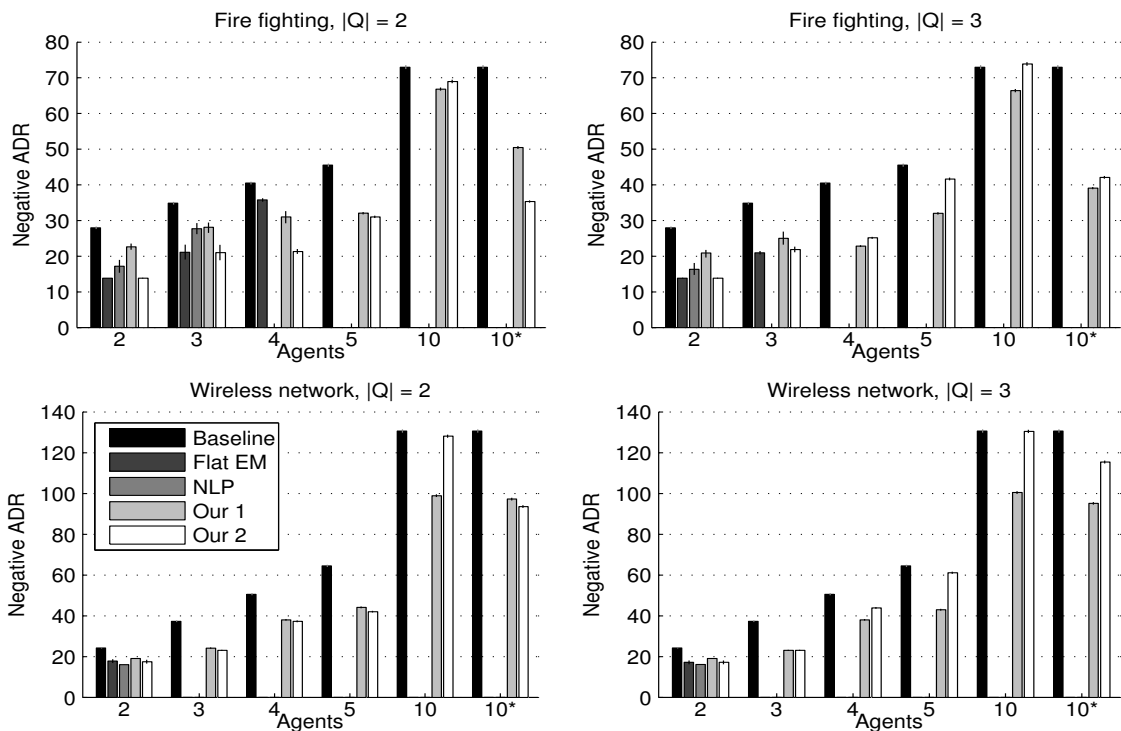 Fire fighting, |Q| = 2
Negative ADR
80
70
60
50
40
30
20
10
0
2 3 4 5 10 10*
Agents
Fire fighting, |Q| = 3
Negative ADR
80
70
60
50
40
30
20
10
0
2 3 4 5 10 10*
Agents
Wireless network, |Q| = 2
Negative ADR
140
120
100
80
60
40
20
0
Baseline
Flat EM
NLP
Our 1
Our 2
2 3 4 5 10 10*
Agents
Wireless network, |Q| = 3
Negative ADR
140
120
100
80
60
40
20
0
2 3 4 5 10 10*
Agents